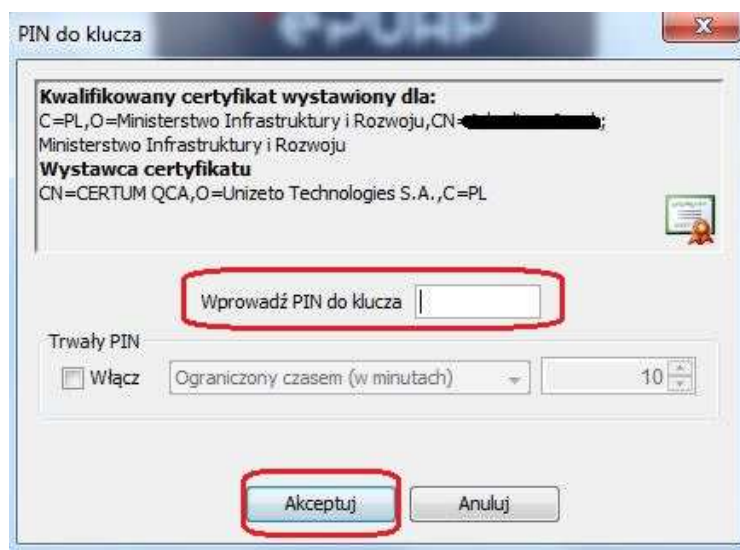 PIN do klucza
ePUAP
Kwalifikowany certyfikat wystawiony dla:
C=PL,O=Ministerstwo Infrastruktury i Rozwoju,CN=
Ministerstwo Infrastruktury i Rozwoju
Wystawca certyfikatu
CN=CERTUM QCA,O=Unizeto Technologies S.A.,C=PL
Wprowadź PIN do klucza
Trwały PIN
Włącz Ograniczony czasem (w minutach) 10
Akceptuj Anuluj